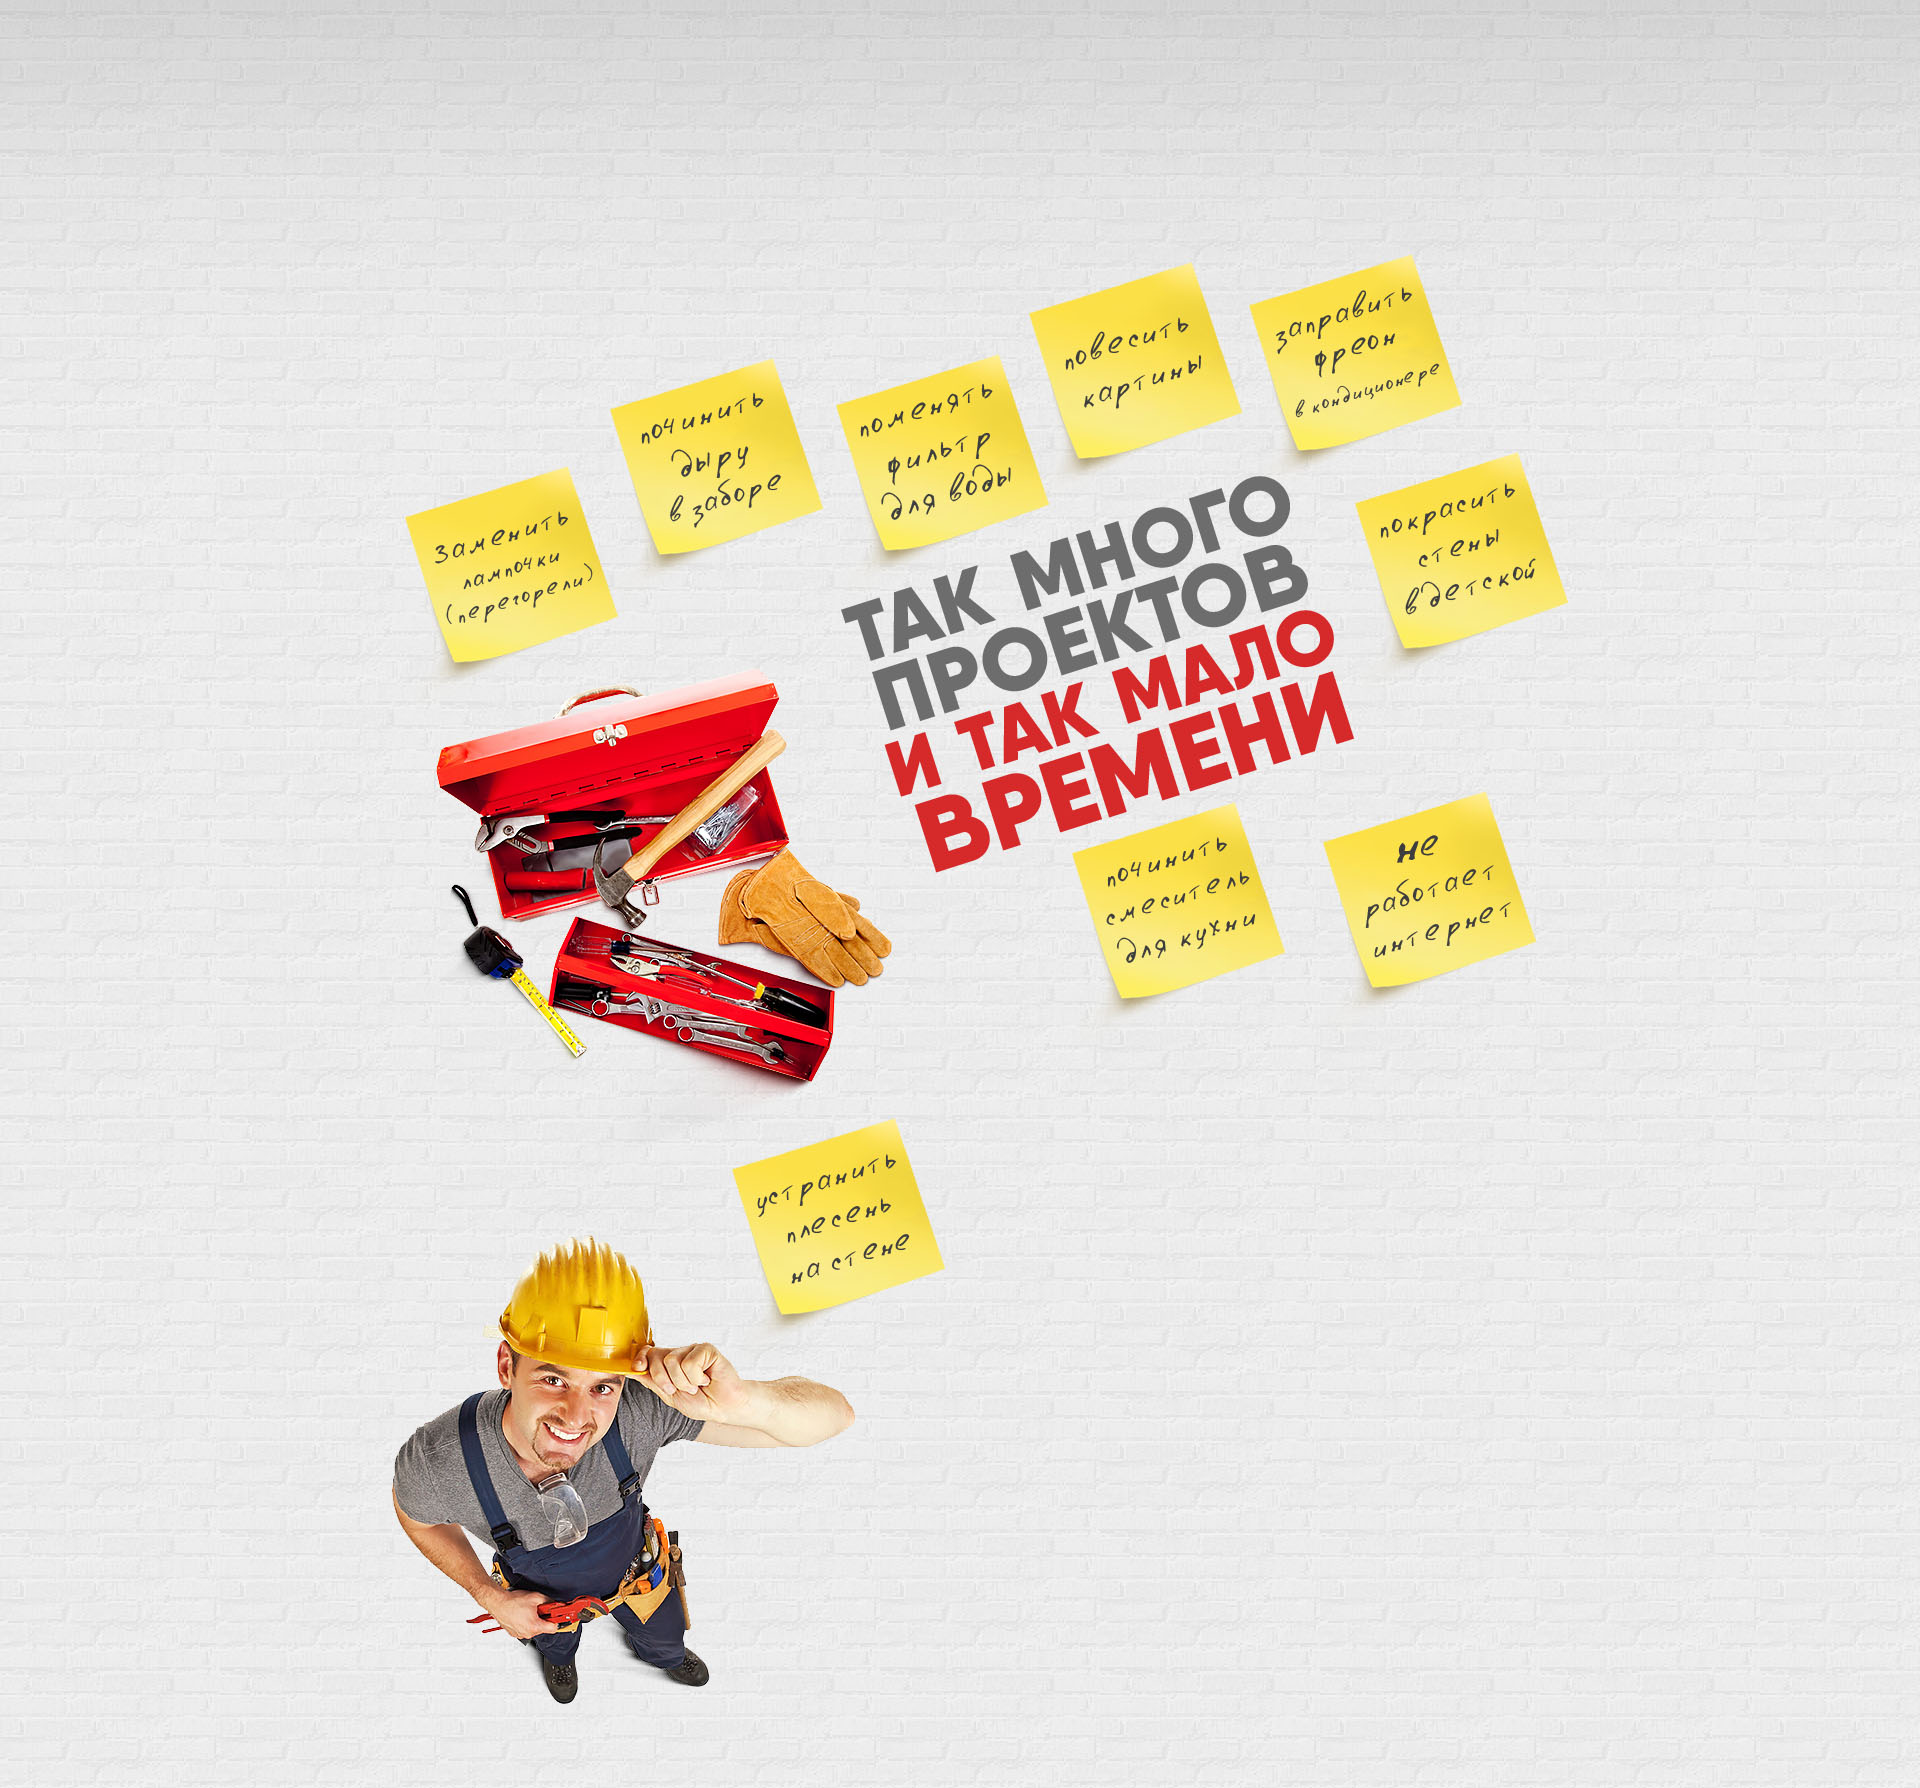 заменить
лампочки
(перегорели)
починить
дыру
в заборе
поменять
фильтр
для воды
повесить
картины
заправить
фреон
в кондиционере
покрасить
стены
в детской
ТАК МНОГО
ПРОЕКТОВ
И ТАК МАЛО
ВРЕМЕНИ
починить
смеситель
для кухни
не
работает
интернет
устранить
плесень
на стене